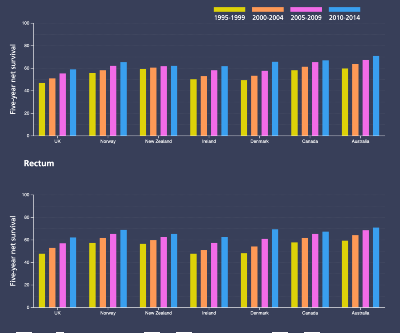 1995-1999 2000-2004 2005-2009 2010-2014
Five-year net survival
100
80
60
40
20
0
UK Norway New Zealand Ireland Denmark Canada Australia
Rectum
Five-year net survival
100
80
60
40
20
0
UK Norway New Zealand Ireland Denmark Canada Australia